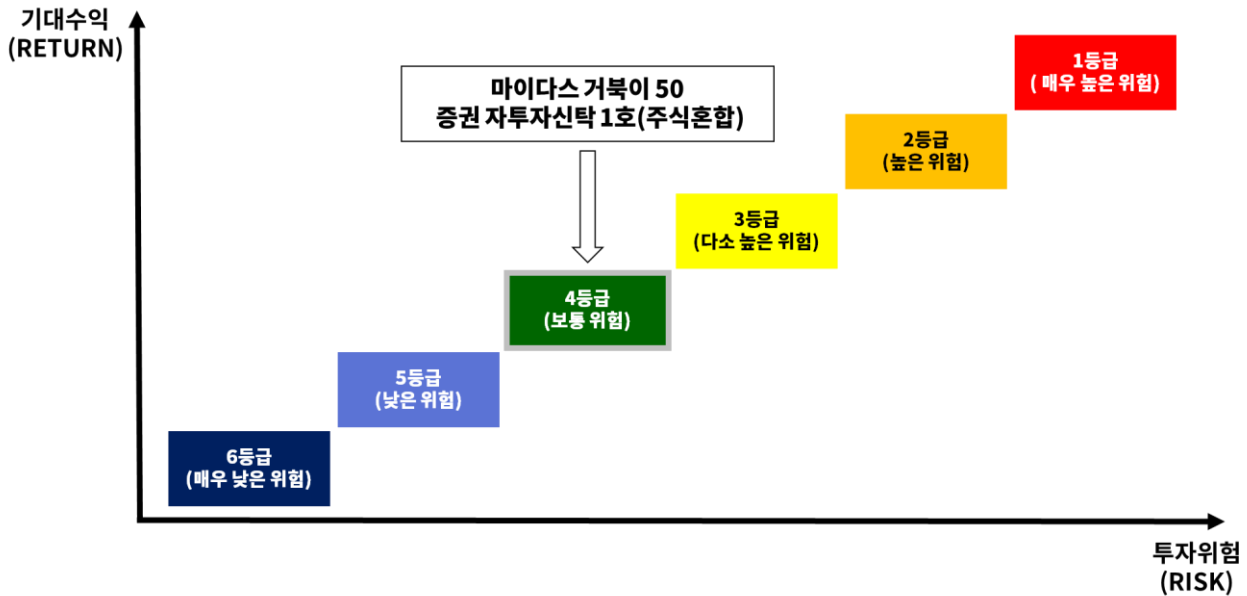 기대수익
(RETURN)
마이다스 거북이 50
증권 자투자신탁 1호(주식혼합)
1등급
( 매우 높은 위험)
2등급
(높은 위험)
3등급
(다소 높은 위험)
4등급
(보통 위험)
5등급
(낮은 위험)
6등급
(매우 낮은 위험)
투자위험
(RISK)